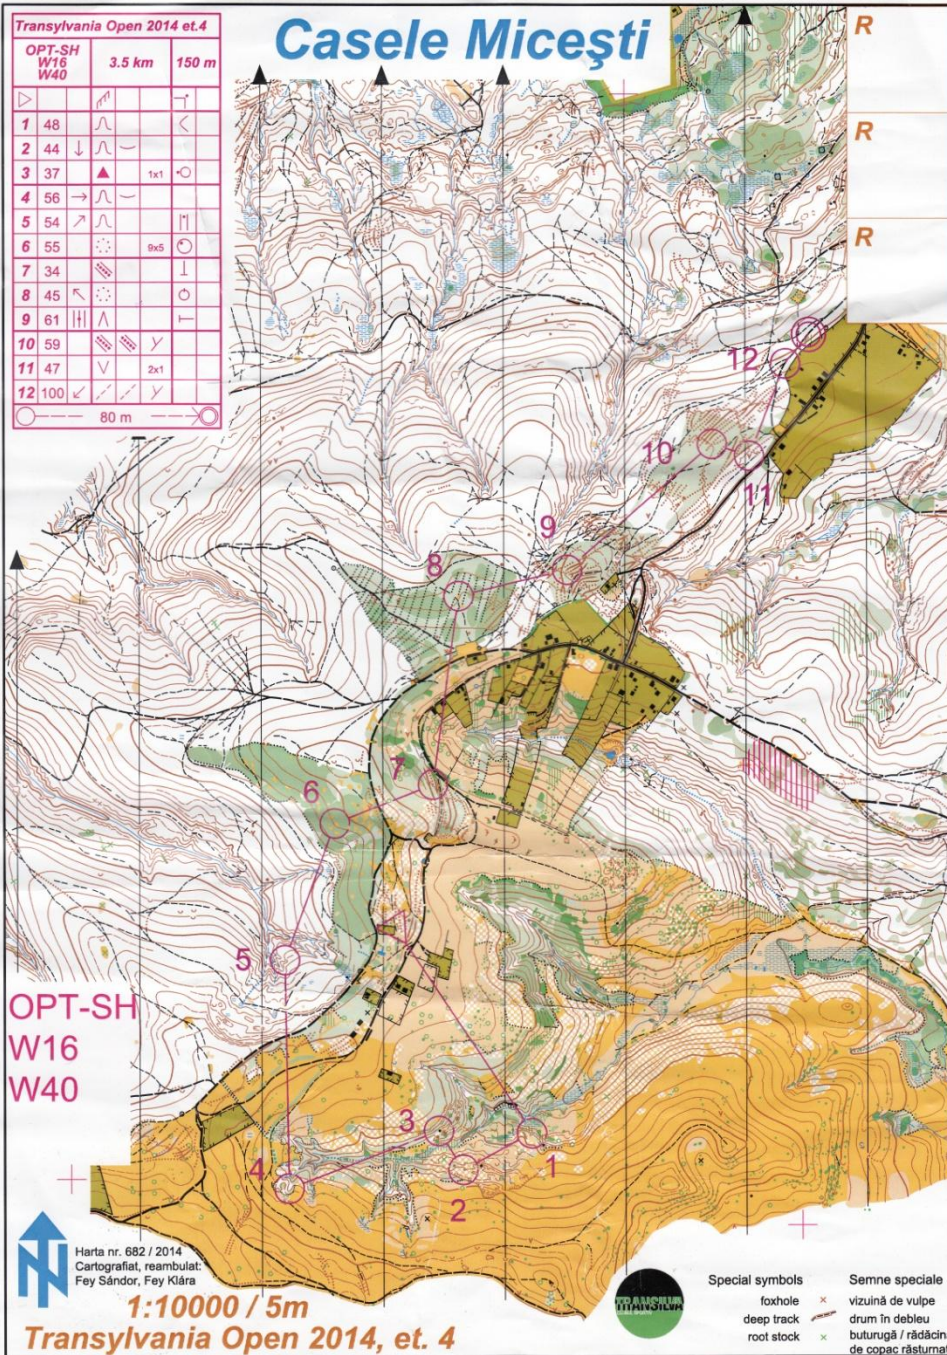 Transylvania Open 2014 et.4
OPT-SH
W16
W40
3.5 km
150 m
1 48
2 44
3 37 1x1
4 56
5 54
6 55 9x5
7 34
8 45
9 61
10 59
11 47 2x1
12 100
80 m
Casele Miceşti
R
R
R
12
10
11
9
8
7
6
5
3
1
4
2
OPT-SH
W16
W40
Harta nr. 682 / 2014
Cartografiat, reambulat:
Fey Sándor, Fey Klára
1:10000 / 5m
Transylvania Open 2014, et. 4
TRANSILVA
Special symbols
foxhole
deep track
root stock
Semne speciale
vizuină de vulpe
drum în debleu
buturugă / rădăcin
de copac răsturna